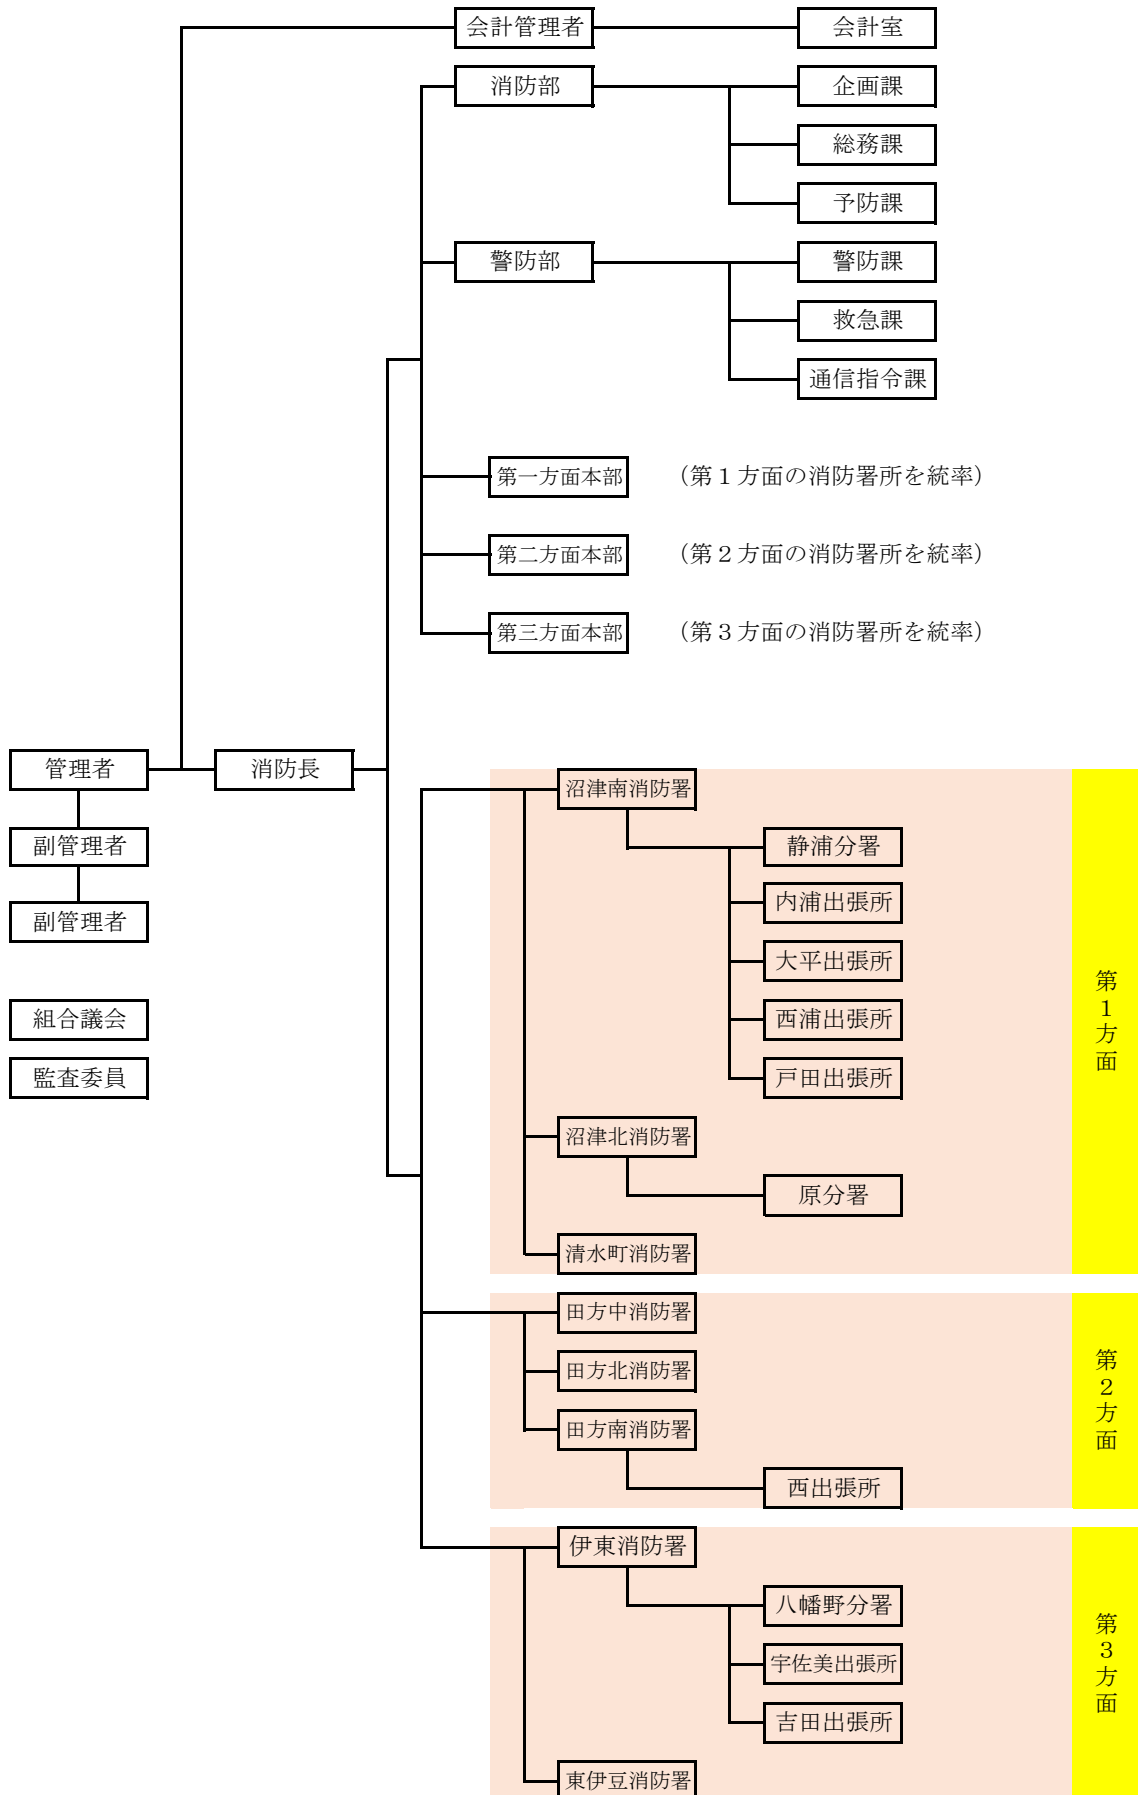 会計管理者
会計室
消防部
企画課
総務課
予防課
警防部
警防課
救急課
通信指令課
第一方面本部
（第１方面の消防署所を統率）
第二方面本部
（第２方面の消防署所を統率）
第三方面本部
（第３方面の消防署所を統率）
管理者
消防長
副管理者
副管理者
組合議会
監査委員
沼津南消防署
静浦分署
内浦出張所
大平出張所
西浦出張所
戸田出張所
沼津北消防署
原分署
清水町消防署
第１方面
田方中消防署
田方北消防署
田方南消防署
西出張所
第２方面
伊東消防署
八幡野分署
宇佐美出張所
吉田出張所
東伊豆消防署
第３方面